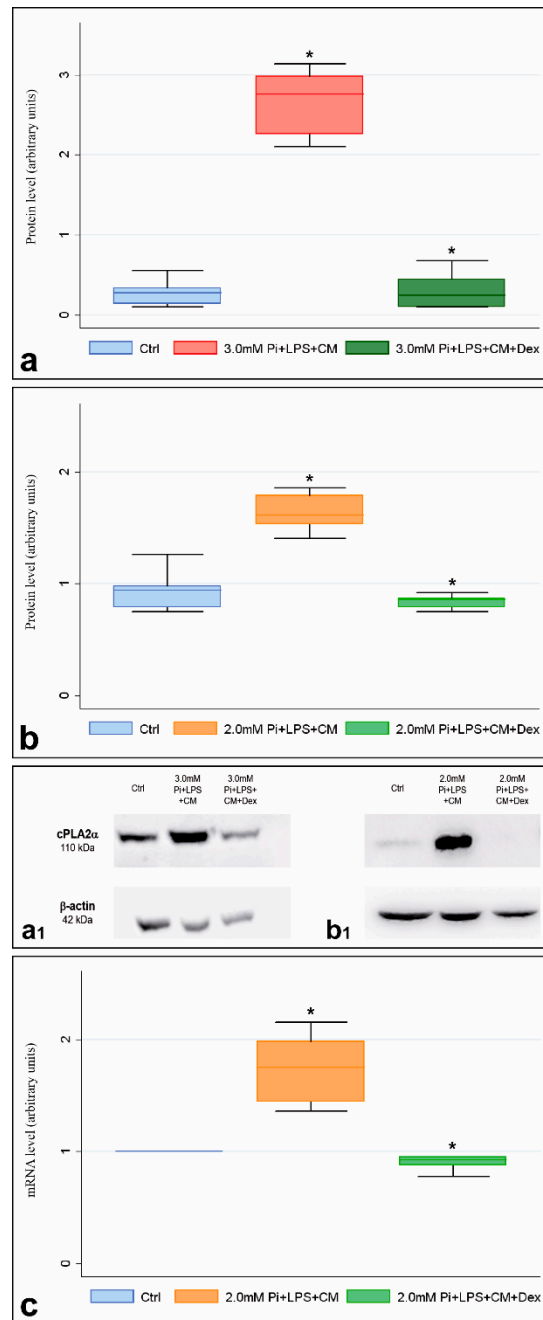 Protein level (arbitrary units)
3
2
1
0
*
*
Ctrl 3.0mM Pi+LPS+CM 3.0mM Pi+LPS+CM+Dex
a
Protein level (arbitrary units)
2
1
0
*
*
Ctrl 2.0mM Pi+LPS+CM 2.0mM Pi+LPS+CM+Dex
b
Ctrl
3.0mM
Pi+LPS
+CM
3.0mM
Pi+LPS+
CM+Dex
cPLA2α
110 kDa
β-actin
42 kDa
a1
Ctrl
2.0mM
Pi+LPS
+CM
2.0mM
Pi+LPS+
CM+Dex
b1
mRNA level (arbitrary units)
2
1
0
*
*
Ctrl 2.0mM Pi+LPS+CM 2.0mM Pi+LPS+CM+Dex
c